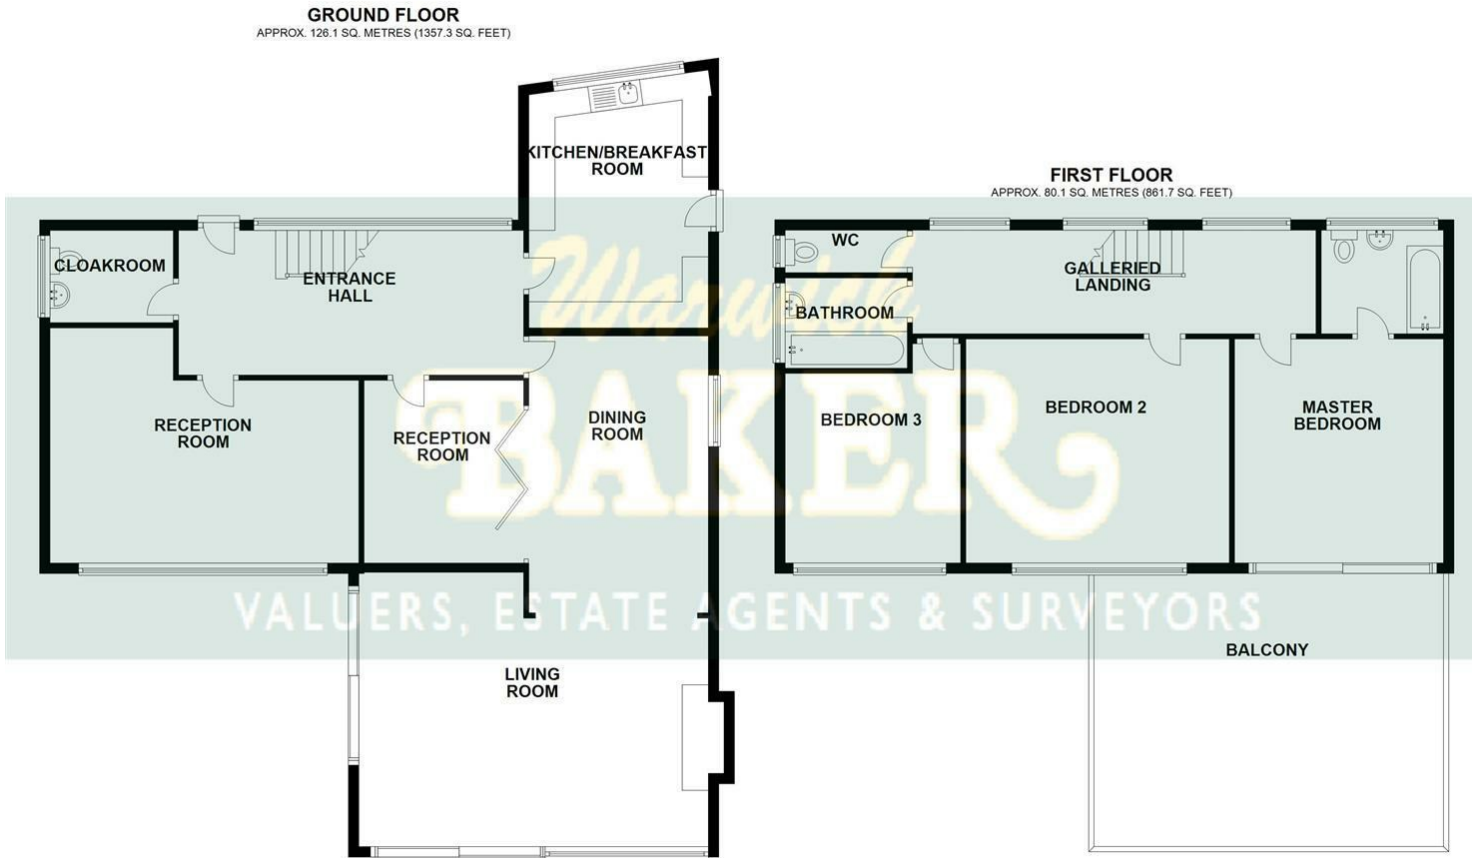 GROUND FLOOR
APPROX. 126.1 SQ. METRES (1357.3 SQ. FEET)
KITCHEN/BREAKFAST
ROOM
CLOAKROOM
ENTRANCE
HALL
RECEPTION
ROOM
RECEPTION
ROOM
DINING
ROOM
LIVING
ROOM
FIRST FLOOR
APPROX. 80.1 SQ. METRES (861.7 SQ. FEET)
WC
GALLERIED
LANDING
BATHROOM
BEDROOM 3
BEDROOM 2
MASTER
BEDROOM
BALCONY
Warwick
BAKER
VALUERS, ESTATE AGENTS & SURVEYORS